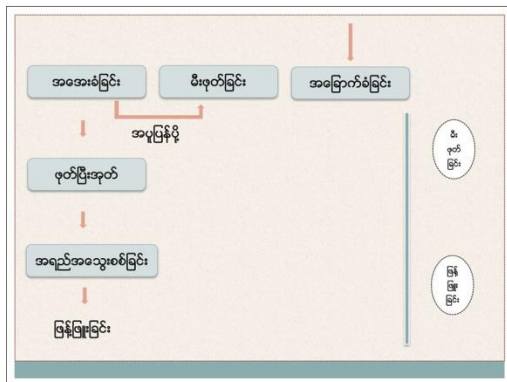 အအေးခံခြင်း
မီးဖုတ်ခြင်း
အခြောက်ခံခြင်း
အပူပြန်ပို့
ဖုတ်ပြီးအုတ်
အရည်အသွေးစစ်ခြင်း
ဖြန့်ဖြူးခြင်း
မီး
ဖုတ်
ခြင်း
ဖြန့်
ဖြူး
ခြင်း